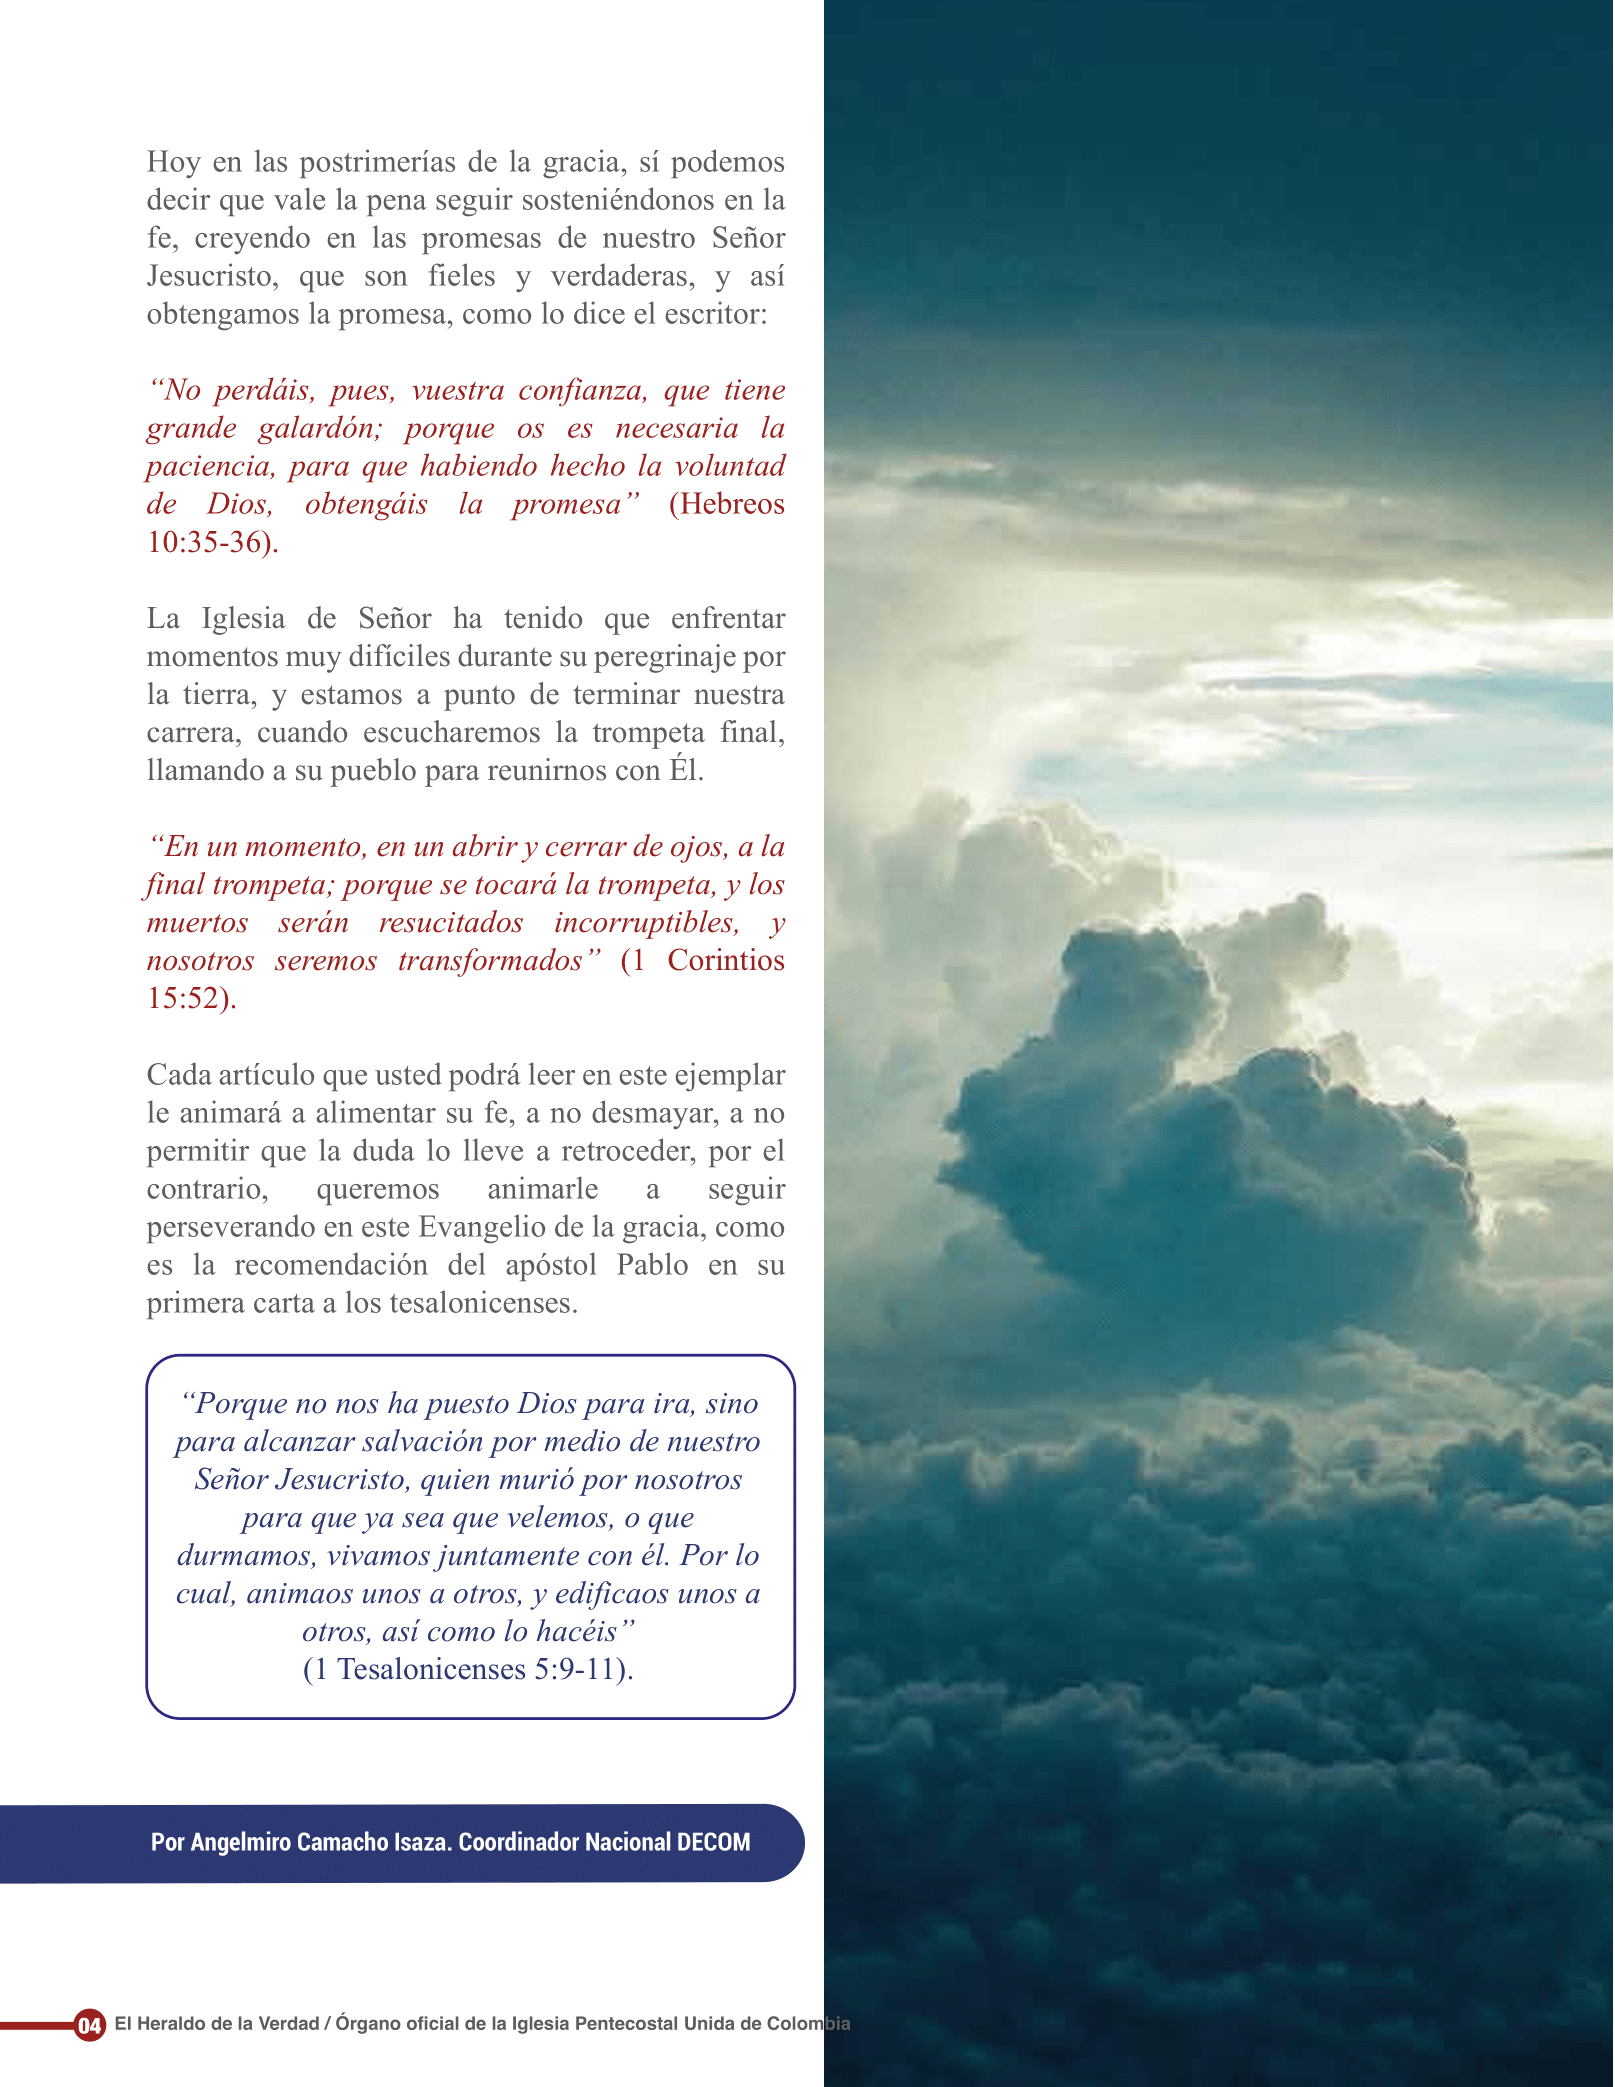 Hoy en las postrimerías de la gracia, sí podemos
decir que vale la pena seguir sosteniéndonos en la
fe, creyendo en las promesas de nuestro Señor
Jesucristo, que son fieles y verdaderas, y así
obtengamos la promesa, como lo dice el escritor:
“No perdáis, pues, vuestra confianza, que tiene
grande galardón; porque os es necesaria la
paciencia, para que habiendo hecho la voluntad
de Dios, obtengáis la promesa” (Hebreos
10:35-36).
La Iglesia de Señor ha tenido que enfrentar
momentos muy difíciles durante su peregrinaje por
la tierra, y estamos a punto de terminar nuestra
carrera, cuando escucharemos la trompeta final,
llamando a su pueblo para reunirnos con Él.
“En un momento, en un abrir y cerrar de ojos, a la
final trompeta; porque se tocará la trompeta, y los
muertos serán resucitados incorruptibles, y
nosotros seremos transformados” (1 Corintios
15:52).
Cada artículo que usted podrá leer en este ejemplar
le animará a alimentar su fe, a no desmayar, a no
permitir que la duda lo lleve a retroceder, por el
contrario, queremos animarle a seguir
perseverando en este Evangelio de la gracia, como
es la recomendación del apóstol Pablo en su
primera carta a los tesalonicenses.
“Porque no nos ha puesto Dios para ira, sino
para alcanzar salvación por medio de nuestro
Señor Jesucristo, quien murió por nosotros
para que ya sea que velemos, o que
durmamos, vivamos juntamente con él. Por lo
cual, animaos unos a otros, y edificaos unos a
otros, así como lo hacéis”
(1 Tesalonicenses 5:9-11).
Por Angelmiro Camacho Isaza. Coordinador Nacional DECOM
04 El Heraldo de la Verdad / Órgano oficial de la Iglesia Pentecostal Unida de Colombia